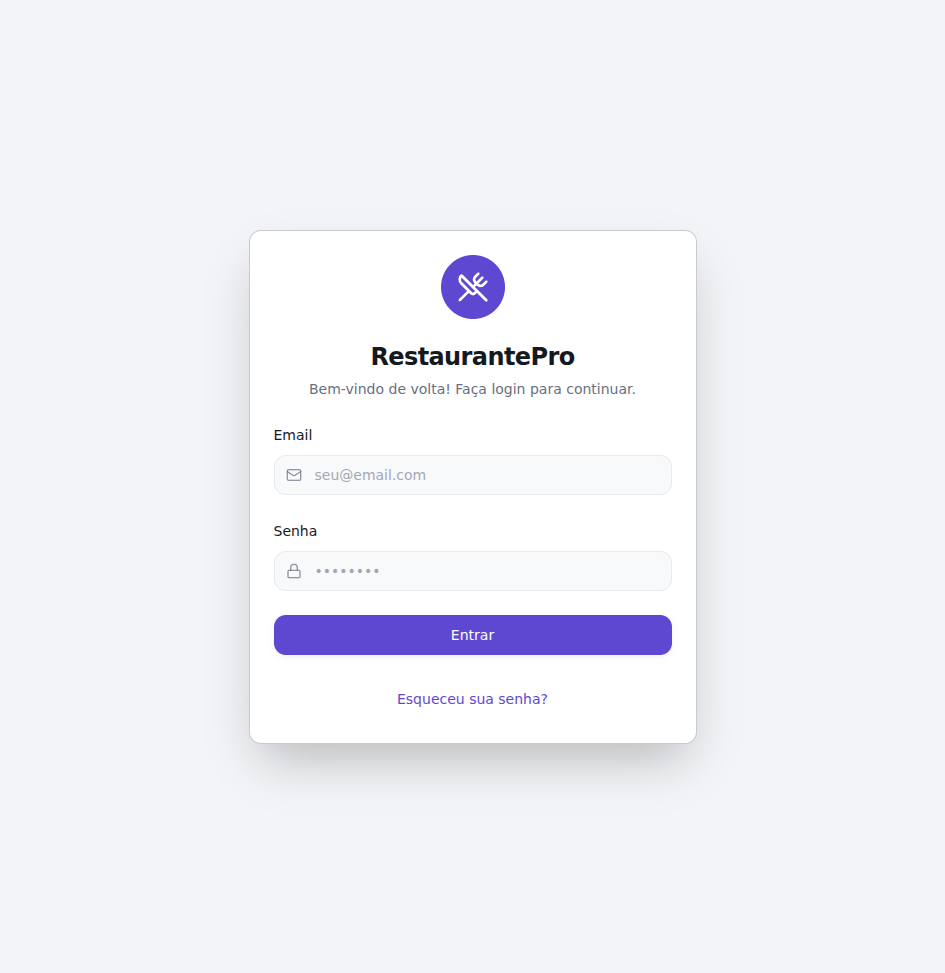 RestaurantePro
Bem-vindo de volta! Faça login para continuar.
Email
seu@email.com
Senha
••••••••
Entrar
Esqueceu sua senha?